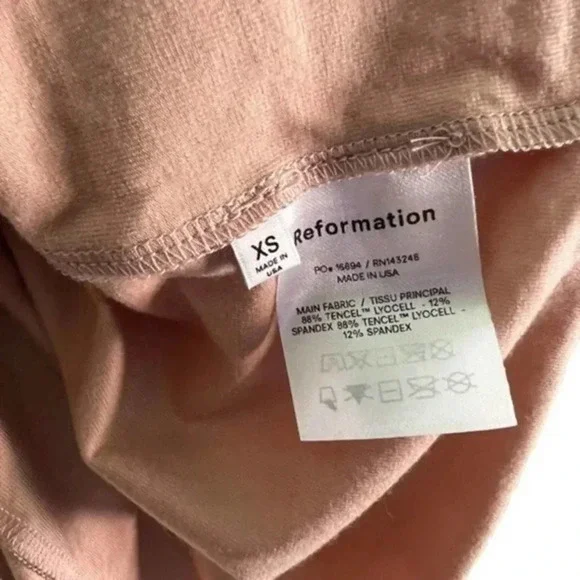 XS
MADE IN
USA
Reformation
PO# 16694 / RN143246
MADE IN USA
MAIN FABRIC / TISSU PRINCIPAL
88% TENCEL™ LYOCELL - 12%
SPANDEX 88% TENCEL™ LYOCELL -
12% SPANDEX